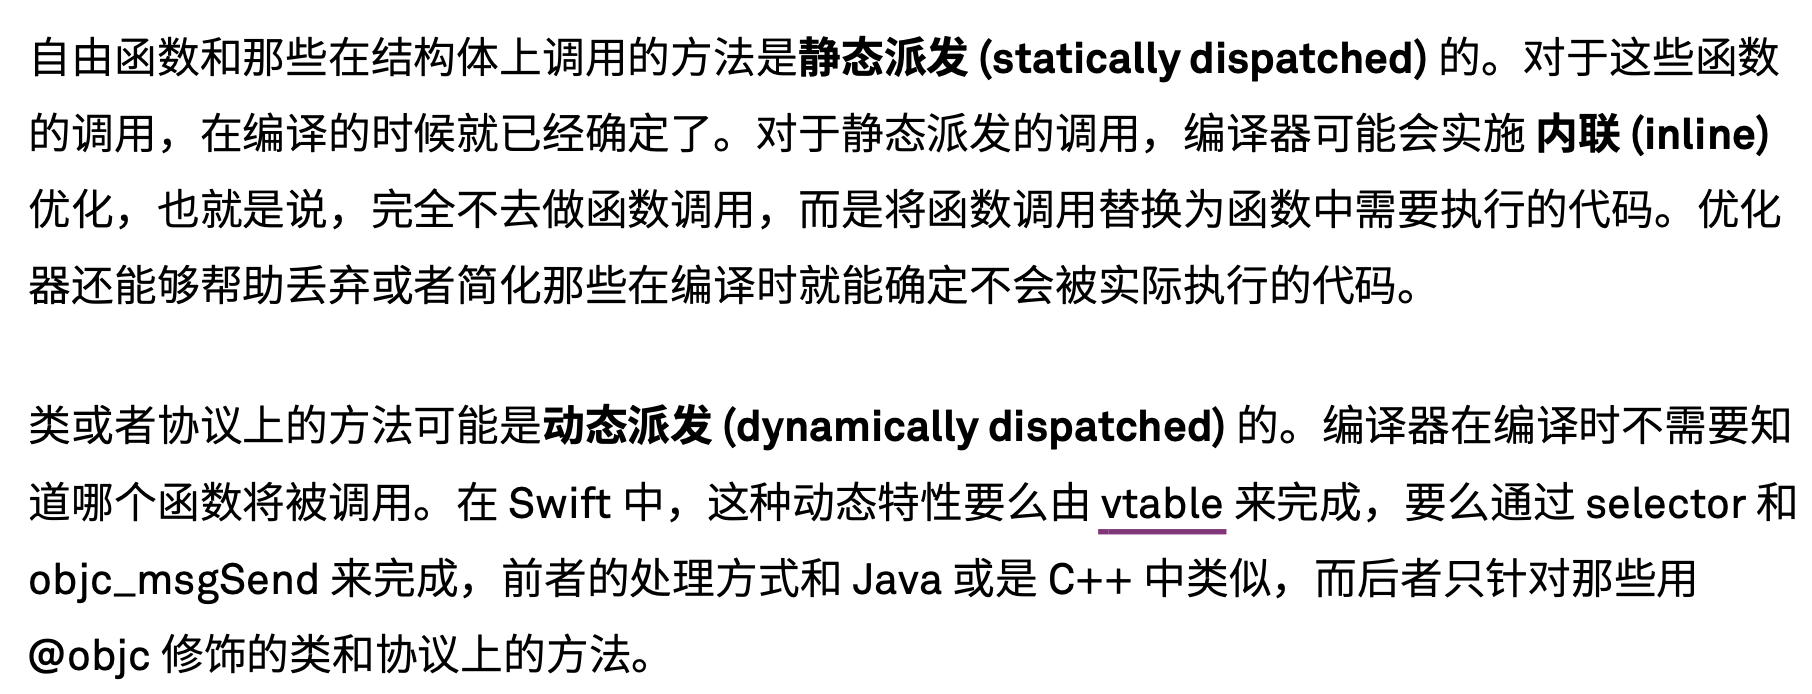 自由函数和那些在结构体上调用的方法是静态派发 (statically dispatched) 的。对于这些函数
的调用，在编译的时候就已经确定了。对于静态派发的调用，编译器可能会实施 内联 (inline)
优化，也就是说，完全不去做函数调用，而是将函数调用替换为函数中需要执行的代码。优化
器还能够帮助丢弃或者简化那些在编译时就能确定不会被实际执行的代码。
类或者协议上的方法可能是动态派发 (dynamically dispatched) 的。编译器在编译时不需要知
道哪个函数将被调用。在 Swift 中，这种动态特性要么由 vtable 来完成，要么通过 selector 和
objc_msgSend 来完成，前者的处理方式和 Java 或是 C++ 中类似，而后者只针对那些用
@objc 修饰的类和协议上的方法。